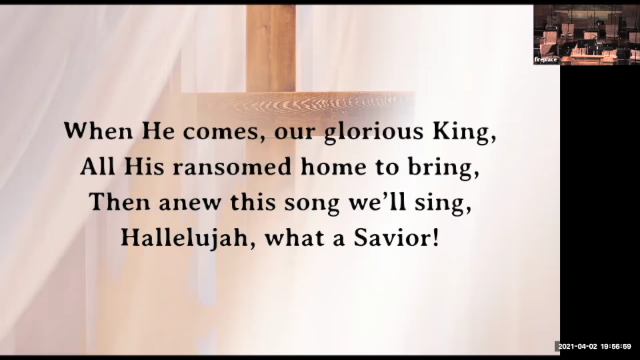 When He comes, our glorious King,
All His ransomed home to bring,
Then anew this song we'll sing,
Hallelujah, what a Savior!
fireplace
2021-04-02 19:56:59